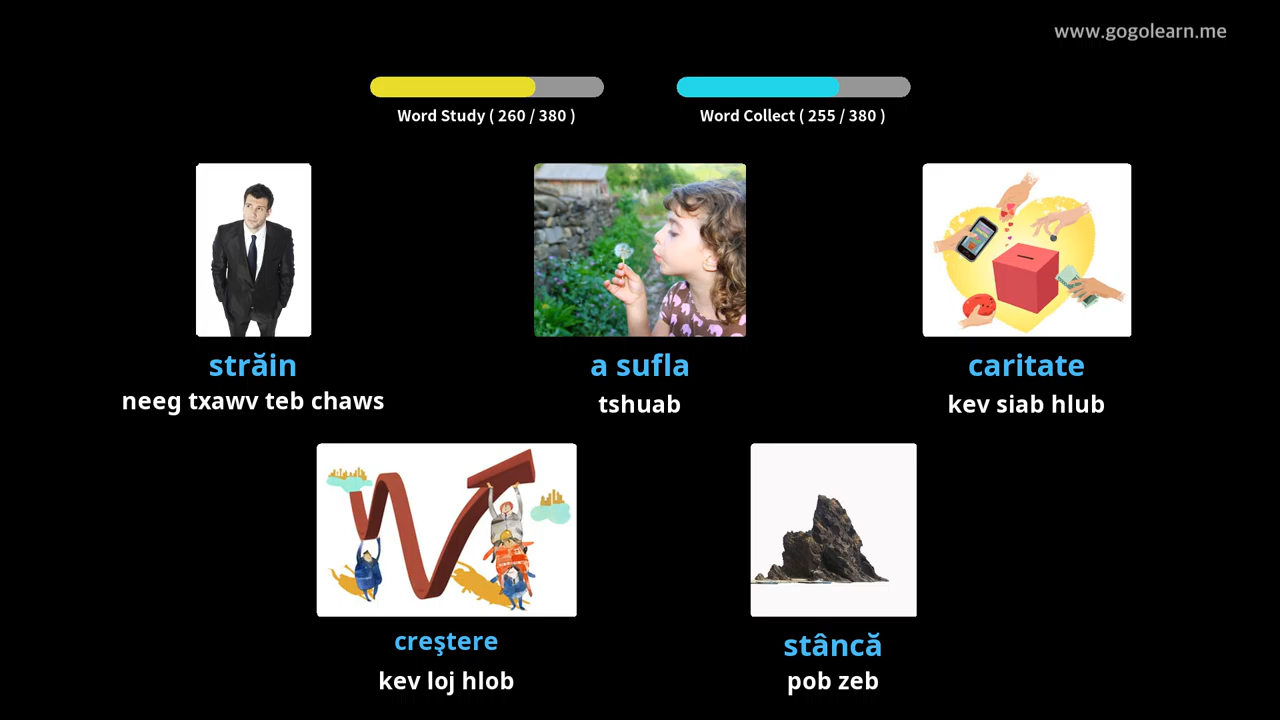 www.gogolearn.me
Word Study ( 260 / 380 )
Word Collect ( 255 / 380 )
străin
neeg txawv teb chaws
a sufla
tshuab
caritate
kev siab hlub
creştere
kev loj hlob
stâncă
pob zeb